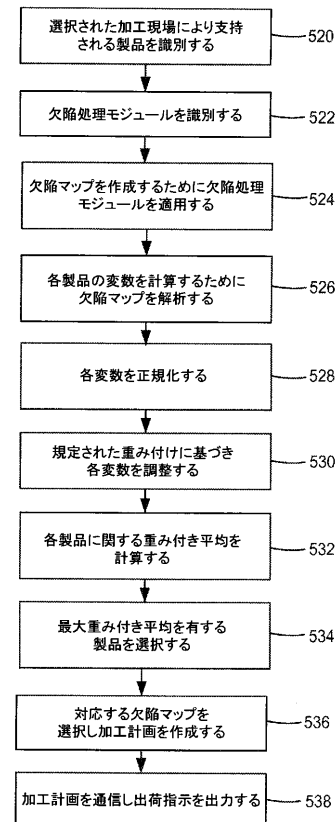 選択された加工現場により支持
される製品を識別する
520
欠陥処理モジュールを識別する
522
欠陥マップを作成するために欠陥処理
モジュールを適用する
524
各製品の変数を計算するために
欠陥マップを解析する
526
各変数を正規化する
528
規定された重み付けに基づき
各変数を調整する
530
各製品に関する重み付き平均を
計算する
532
最大重み付き平均を有する
製品を選択する
534
対応する欠陥マップを
選択し加工計画を作成する
536
加工計画を通信し出荷指示を出力する
538